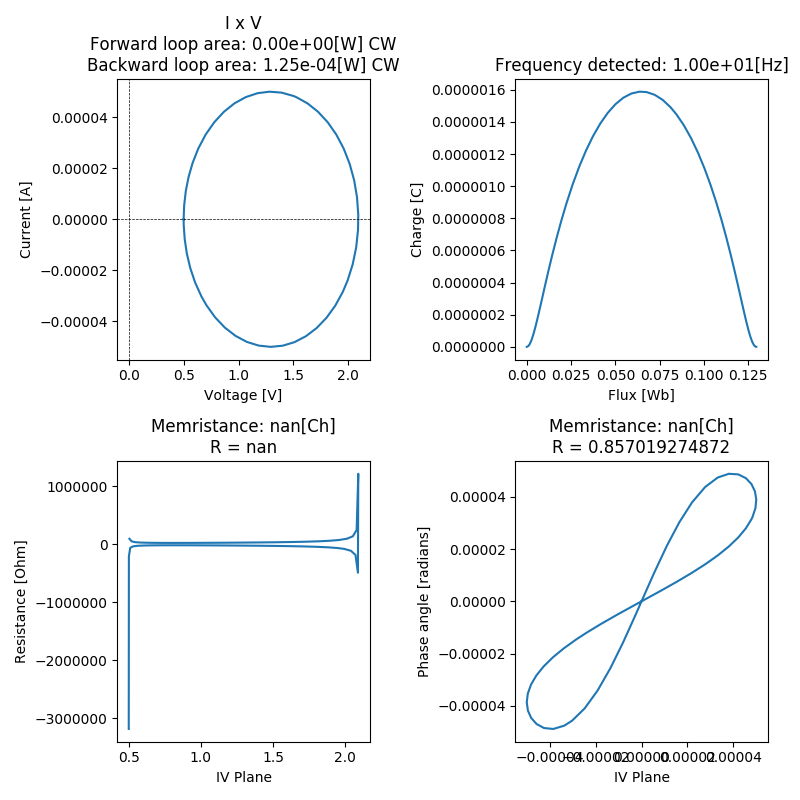 I x V
Forward loop area: 0.00e+00[W] CW
Backward loop area: 1.25e-04[W] CW
0.00004
0.00002
0.00000
−0.00002
−0.00004
Current [A]
0.0 0.5 1.0 1.5 2.0
Voltage [V]
Frequency detected: 1.00e+01[Hz]
0.0000016
0.0000014
0.0000012
0.0000010
0.0000008
0.0000006
0.0000004
0.0000002
0.0000000
Charge [C]
0.000 0.025 0.050 0.075 0.100 0.125
Flux [Wb]
Memristance: nan[Ch]
R = nan
1000000
0
−1000000
−2000000
−3000000
Resistance [Ohm]
0.5 1.0 1.5 2.0
IV Plane
Memristance: nan[Ch]
R = 0.857019274872
0.00004
0.00002
0.00000
−0.00002
−0.00004
Phase angle [radians]
−0.00004 −0.00002 0.00000 0.00002 0.00004
IV Plane